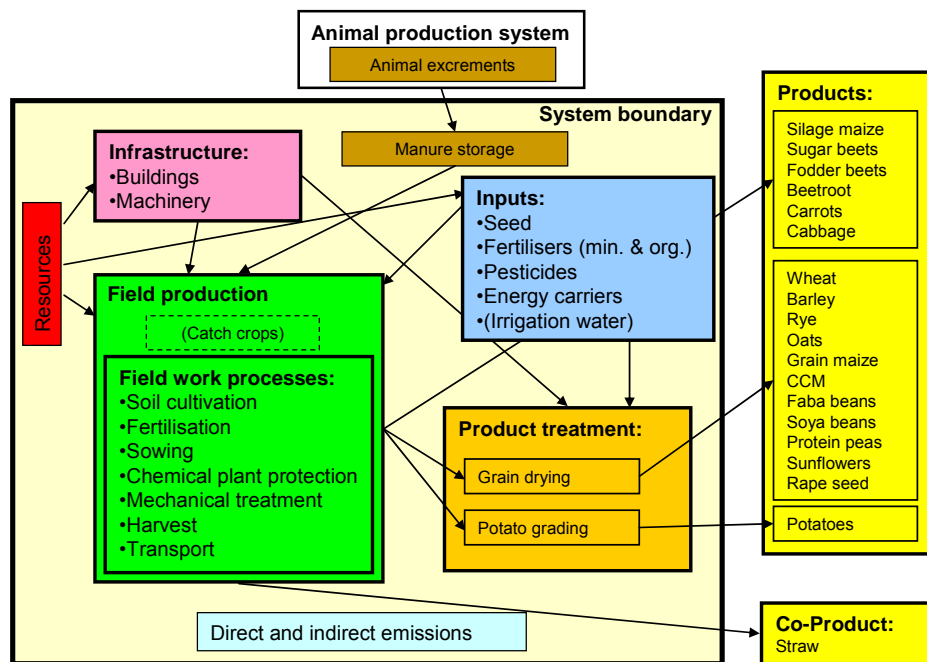 Animal production system
Animal excrements
System boundary
Manure storage
Infrastructure:
•Buildings
•Machinery
Resources
Inputs:
•Seed
•Fertilisers (min. & org.)
•Pesticides
•Energy carriers
•(Irrigation water)
Field production
(Catch crops)
Field work processes:
•Soil cultivation
•Fertilisation
•Sowing
•Chemical plant protection
•Mechanical treatment
•Harvest
•Transport
Product treatment:
Grain drying
Potato grading
Direct and indirect emissions
Products:
Silage maize
Sugar beets
Fodder beets
Beetroot
Carrots
Cabbage
Wheat
Barley
Rye
Oats
Grain maize
CCM
Faba beans
Soya beans
Protein peas
Sunflowers
Rape seed
Potatoes
Co-Product:
Straw